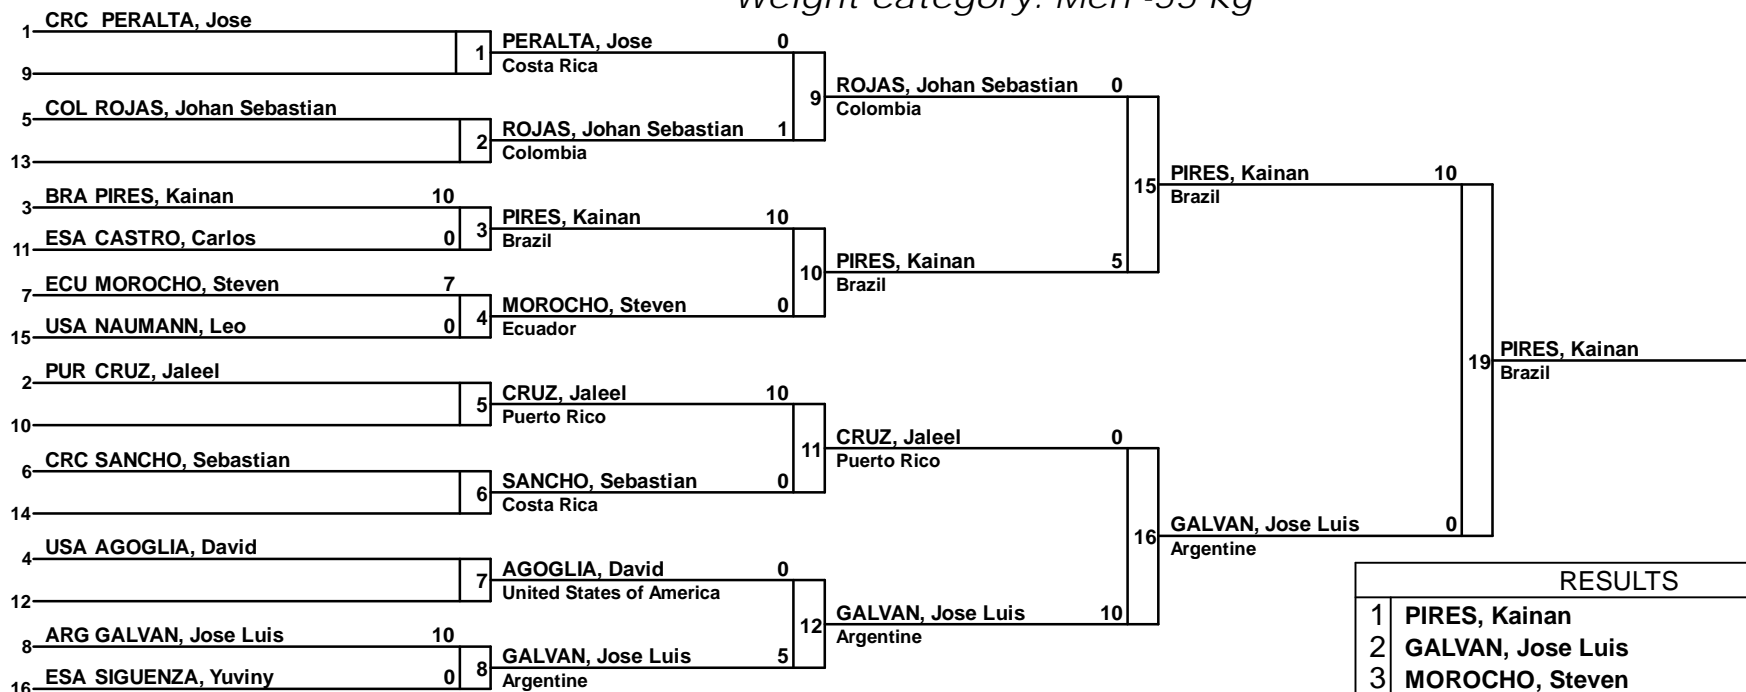 Weight category: Men -55 kg
1 CRC PERALTA, Jose
9
1 PERALTA, Jose 0
Costa Rica
5 COL ROJAS, Johan Sebastian
13
2 ROJAS, Johan Sebastian 1
Colombia
9 ROJAS, Johan Sebastian 0
Colombia
3 BRA PIRES, Kainan 10
11 ESA CASTRO, Carlos 0
3 PIRES, Kainan 10
Brazil
7 ECU MOROCHO, Steven 7
15 USA NAUMANN, Leo 0
4 MOROCHO, Steven 0
Ecuador
10 PIRES, Kainan 5
Brazil
15 PIRES, Kainan 10
Brazil
2 PUR CRUZ, Jaleel
10
5 CRUZ, Jaleel 10
Puerto Rico
6 CRC SANCHO, Sebastian
14
6 SANCHO, Sebastian 0
Costa Rica
11 CRUZ, Jaleel 0
Puerto Rico
4 USA AGOGLIA, David
12
7 AGOGLIA, David 0
United States of America
8 ARG GALVAN, Jose Luis 10
16 ESA SIGUENZA, Yuviny 0
8 GALVAN, Jose Luis 5
Argentine
12 GALVAN, Jose Luis 10
Argentine
16 GALVAN, Jose Luis 0
Argentine
19 PIRES, Kainan
Brazil
RESULTS
1 PIRES, Kainan
2 GALVAN, Jose Luis
3 MOROCHO, Steven